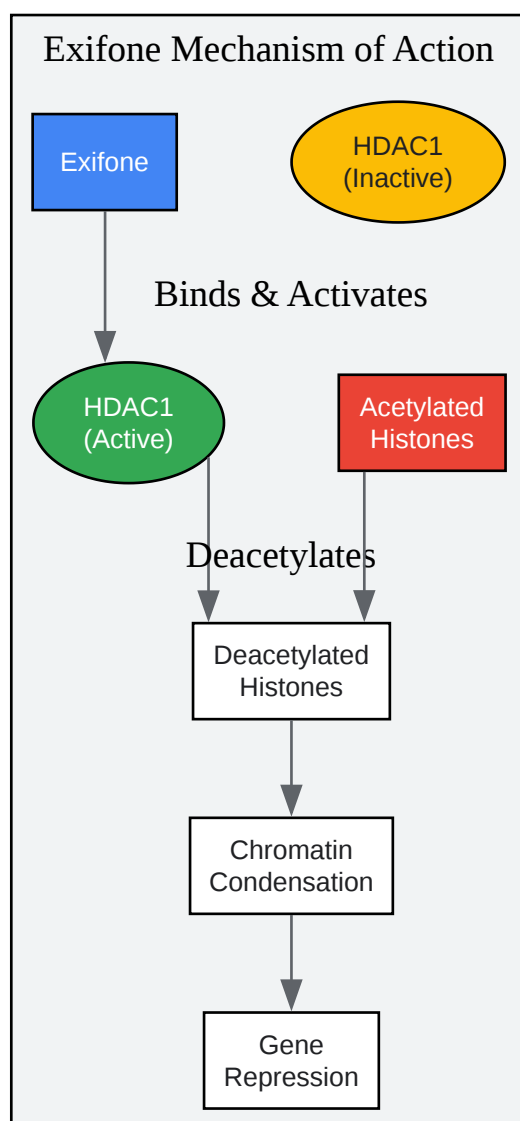 Exifone Mechanism of Action
Exifone
HDAC1
(Inactive)
Binds & Activates
HDAC1
(Active)
Acetylated
Histones
Deacetylates
Deacetylated
Histones
Chromatin
Condensation
Gene
Repression